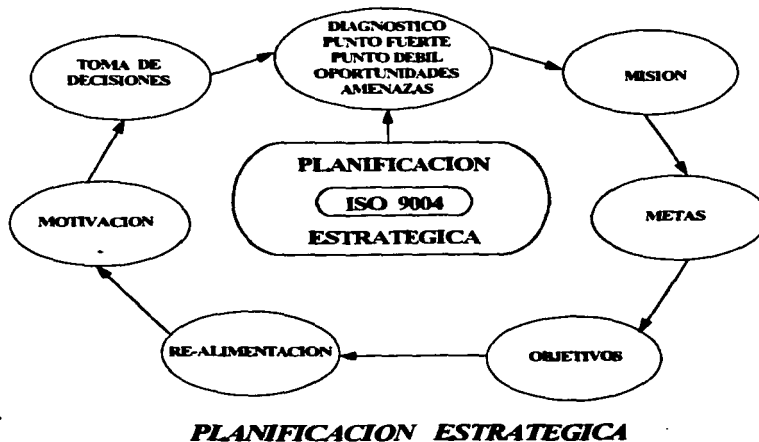 DIAGNOSTICO
PUNTO FUERTE
PUNTO DEBIL
OPORTUNIDADES
AMENAZAS
TOMA DE
DECISIONES
MISION
PLANIFICACION
ISO 9004
ESTRATEGICA
MOTIVACION
METAS
RE-ALIMENTACION
OBJETIVOS
PLANIFICACION ESTRATEGICA